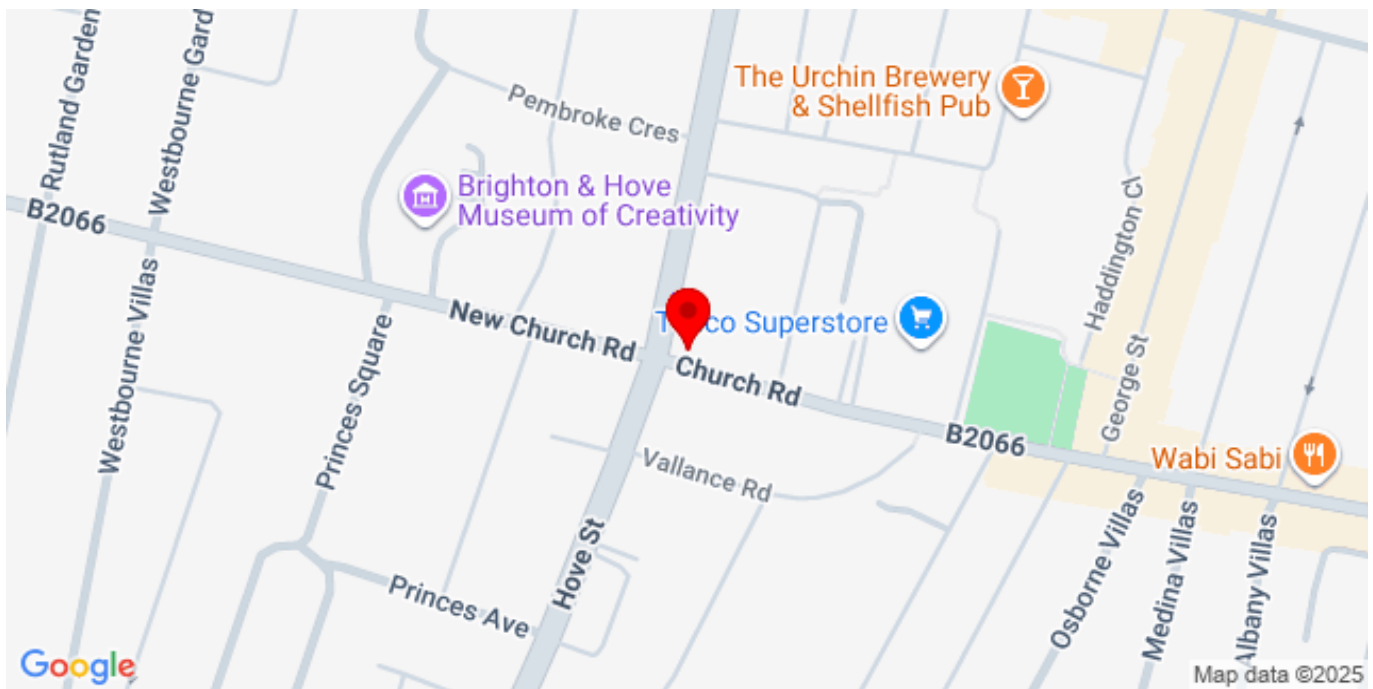 Rutland Garden
Westbourne Gard
Pembroke Cres
The Urchin Brewery
& Shellfish Pub
Brighton & Hove
Museum of Creativity
B2066
Haddington Cl
Westbourne Villas
New Church Rd
co Superstore
Church Rd
George St
Princes Square
B2066
Wabi Sabi
Vallance Rd
Hove St
Princes Ave
Osborne Villas
Medina Villas
Albany Villas
Google
Map data ©2025